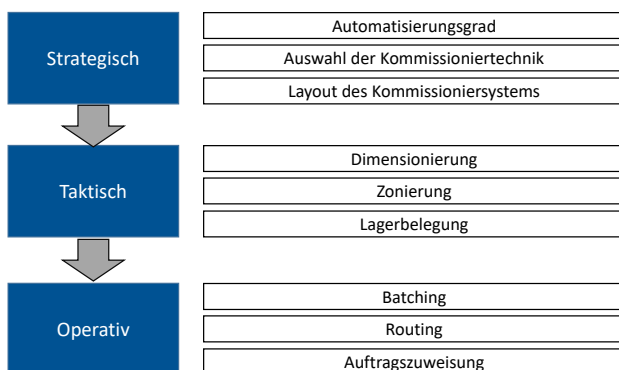 Strategisch
Automatisierungsgrad
Auswahl der Kommissioniertechnik
Layout des Kommissioniersystems
Taktisch
Dimensionierung
Zonierung
Lagerbelegung
Operativ
Batching
Routing
Auftragszuweisung